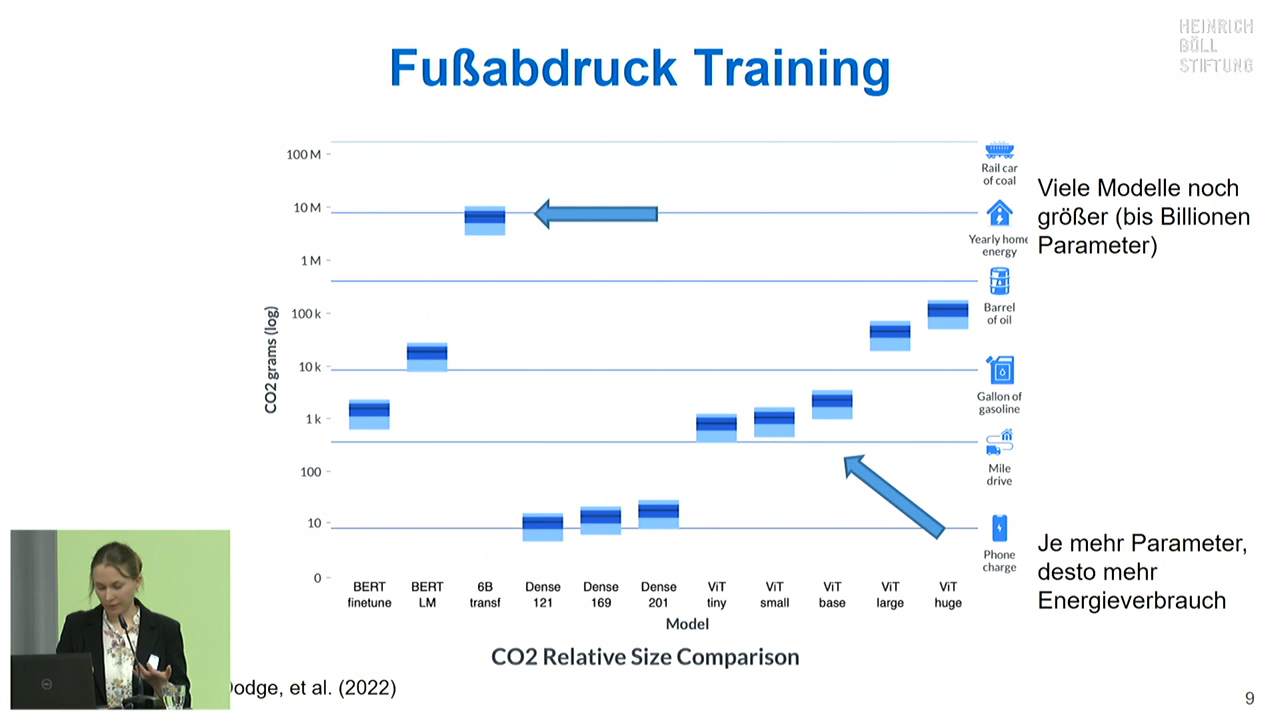 HEINRICH
BÖLL
STIFTUNG
Fußabdruck Training
100 M
10 M
1 M
100 k
10 k
1 k
100
10
0
CO2 grams (log)
Rail car
of coal
Yearly home
energy
Barrel
of oil
Gallon of
gasoline
Mile
drive
Phone
charge
Viele Modelle noch
größer (bis Billionen
Parameter)
Je mehr Parameter,
desto mehr
Energieverbrauch
BERT
finetune
BERT
LM
6B
transf
Dense
121
Dense
169
Dense
201
ViT
tiny
ViT
small
ViT
base
ViT
large
ViT
huge
Model
CO2 Relative Size Comparison
Dodge, et al. (2022)
9